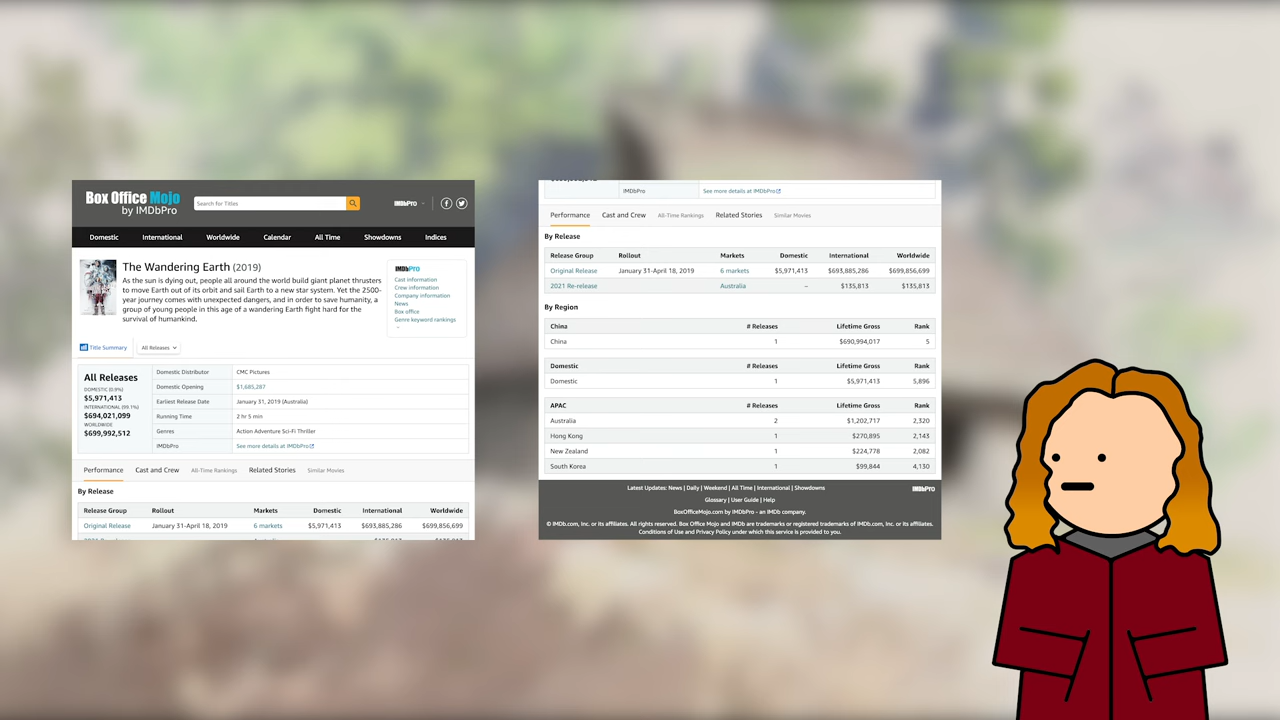 Box Office Mojo
by IMDbPro
Search for Titles
IMDbPro
Domestic International Worldwide Calendar All Time Showdowns Indices
The Wandering Earth (2019)
As the sun is dying out, people all around the world build giant planet thrusters
to move Earth out of its orbit and sail Earth to a new star system. Yet the 2500-
year journey comes with unexpected dangers, and in order to save humanity, a
group of young people in this age of a wandering Earth fight hard for the
survival of humankind.
IMDbPro
Cast information
Crew information
Company information
News
Box office
Genre keyword rankings
Title Summary
All Releases
All Releases
DOMESTIC (0.9%)
$5,971,413
INTERNATIONAL (99.1%)
$694,021,099
WORLDWIDE
$699,992,512
Domestic Distributor CMC Pictures
Domestic Opening $1,685,287
Earliest Release Date January 31, 2019 (Australia)
Running Time 2 hr 5 min
Genres Action Adventure Sci-Fi Thriller
IMDbPro See more details at IMDbPro
Performance Cast and Crew All-Time Rankings Related Stories Similar Movies
By Release
Release Group Rollout Markets Domestic International Worldwide
Original Release January 31-April 18, 2019 6 markets $5,971,413 $693,885,286 $699,856,699
IMDbPro See more details at IMDbPro
Performance Cast and Crew All-Time Rankings Related Stories Similar Movies
By Release
Release Group Rollout Markets Domestic International Worldwide
Original Release January 31-April 18, 2019 6 markets $5,971,413 $693,885,286 $699,856,699
2021 Re-release Australia – $135,813 $135,813
By Region
China # Releases Lifetime Gross Rank
China 1 $690,994,017 5
Domestic # Releases Lifetime Gross Rank
Domestic 1 $5,971,413 5,896
APAC # Releases Lifetime Gross Rank
Australia 2 $1,202,717 2,320
Hong Kong 1 $270,895 2,143
New Zealand 1 $224,778 2,082
South Korea 1 $99,844 4,130
Latest Updates: News | Daily | Weekend | All Time | International | Showdowns
IMDbPro
Glossary | User Guide | Help
BoxOfficeMojo.com by IMDbPro - an IMDb company.
© IMDb.com, Inc. or its affiliates. All rights reserved. Box Office Mojo and IMDb are trademarks or registered trademarks of IMDb.com, Inc. or its affiliates.
Conditions of Use and Privacy Policy under which this service is provided to you.